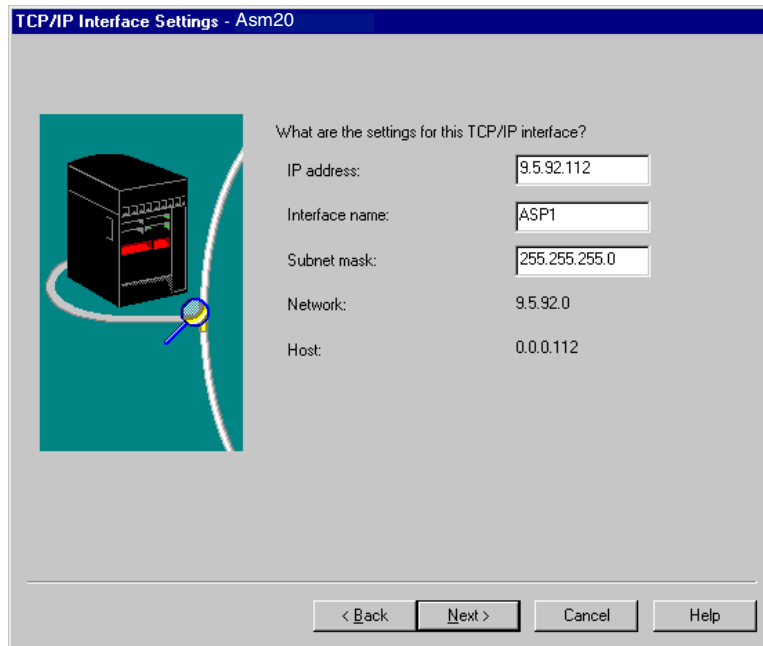 TCP/IP Interface Settings - Asm20
What are the settings for this TCP/IP interface?
IP address: 9.5.92.112
Interface name: ASP1
Subnet mask: 255.255.255.0
Network: 9.5.92.0
Host: 0.0.0.112
< Back Next > Cancel Help